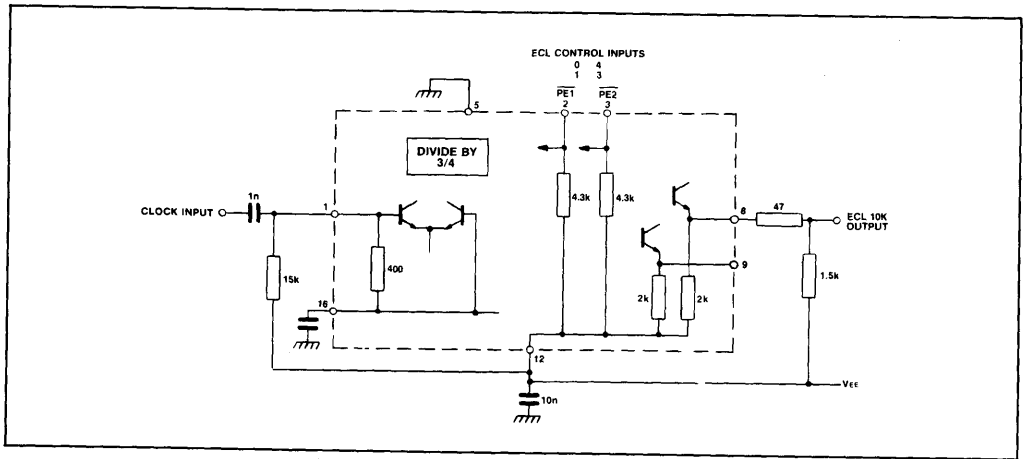 ECL CONTROL INPUTS
0 4
1 3
PE1 PE2
2 3
5
DIVIDE BY
3/4
1n
CLOCK INPUT
1
4.3k
4.3k
8
47
ECL 10K
OUTPUT
400
15k
9
1.5k
2k
2k
16
12
VEE
10n